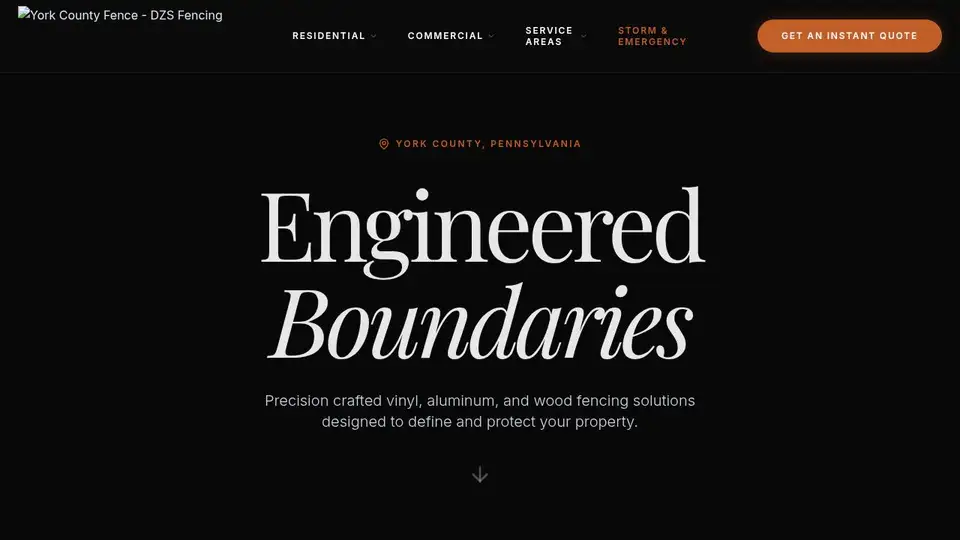 York County Fence - DZS Fencing
RESIDENTIAL
COMMERCIAL
SERVICE
AREAS
STORM &
EMERGENCY
GET AN INSTANT QUOTE
YORK COUNTY, PENNSYLVANIA
Engineered
Boundaries
Precision crafted vinyl, aluminum, and wood fencing solutions
designed to define and protect your property.